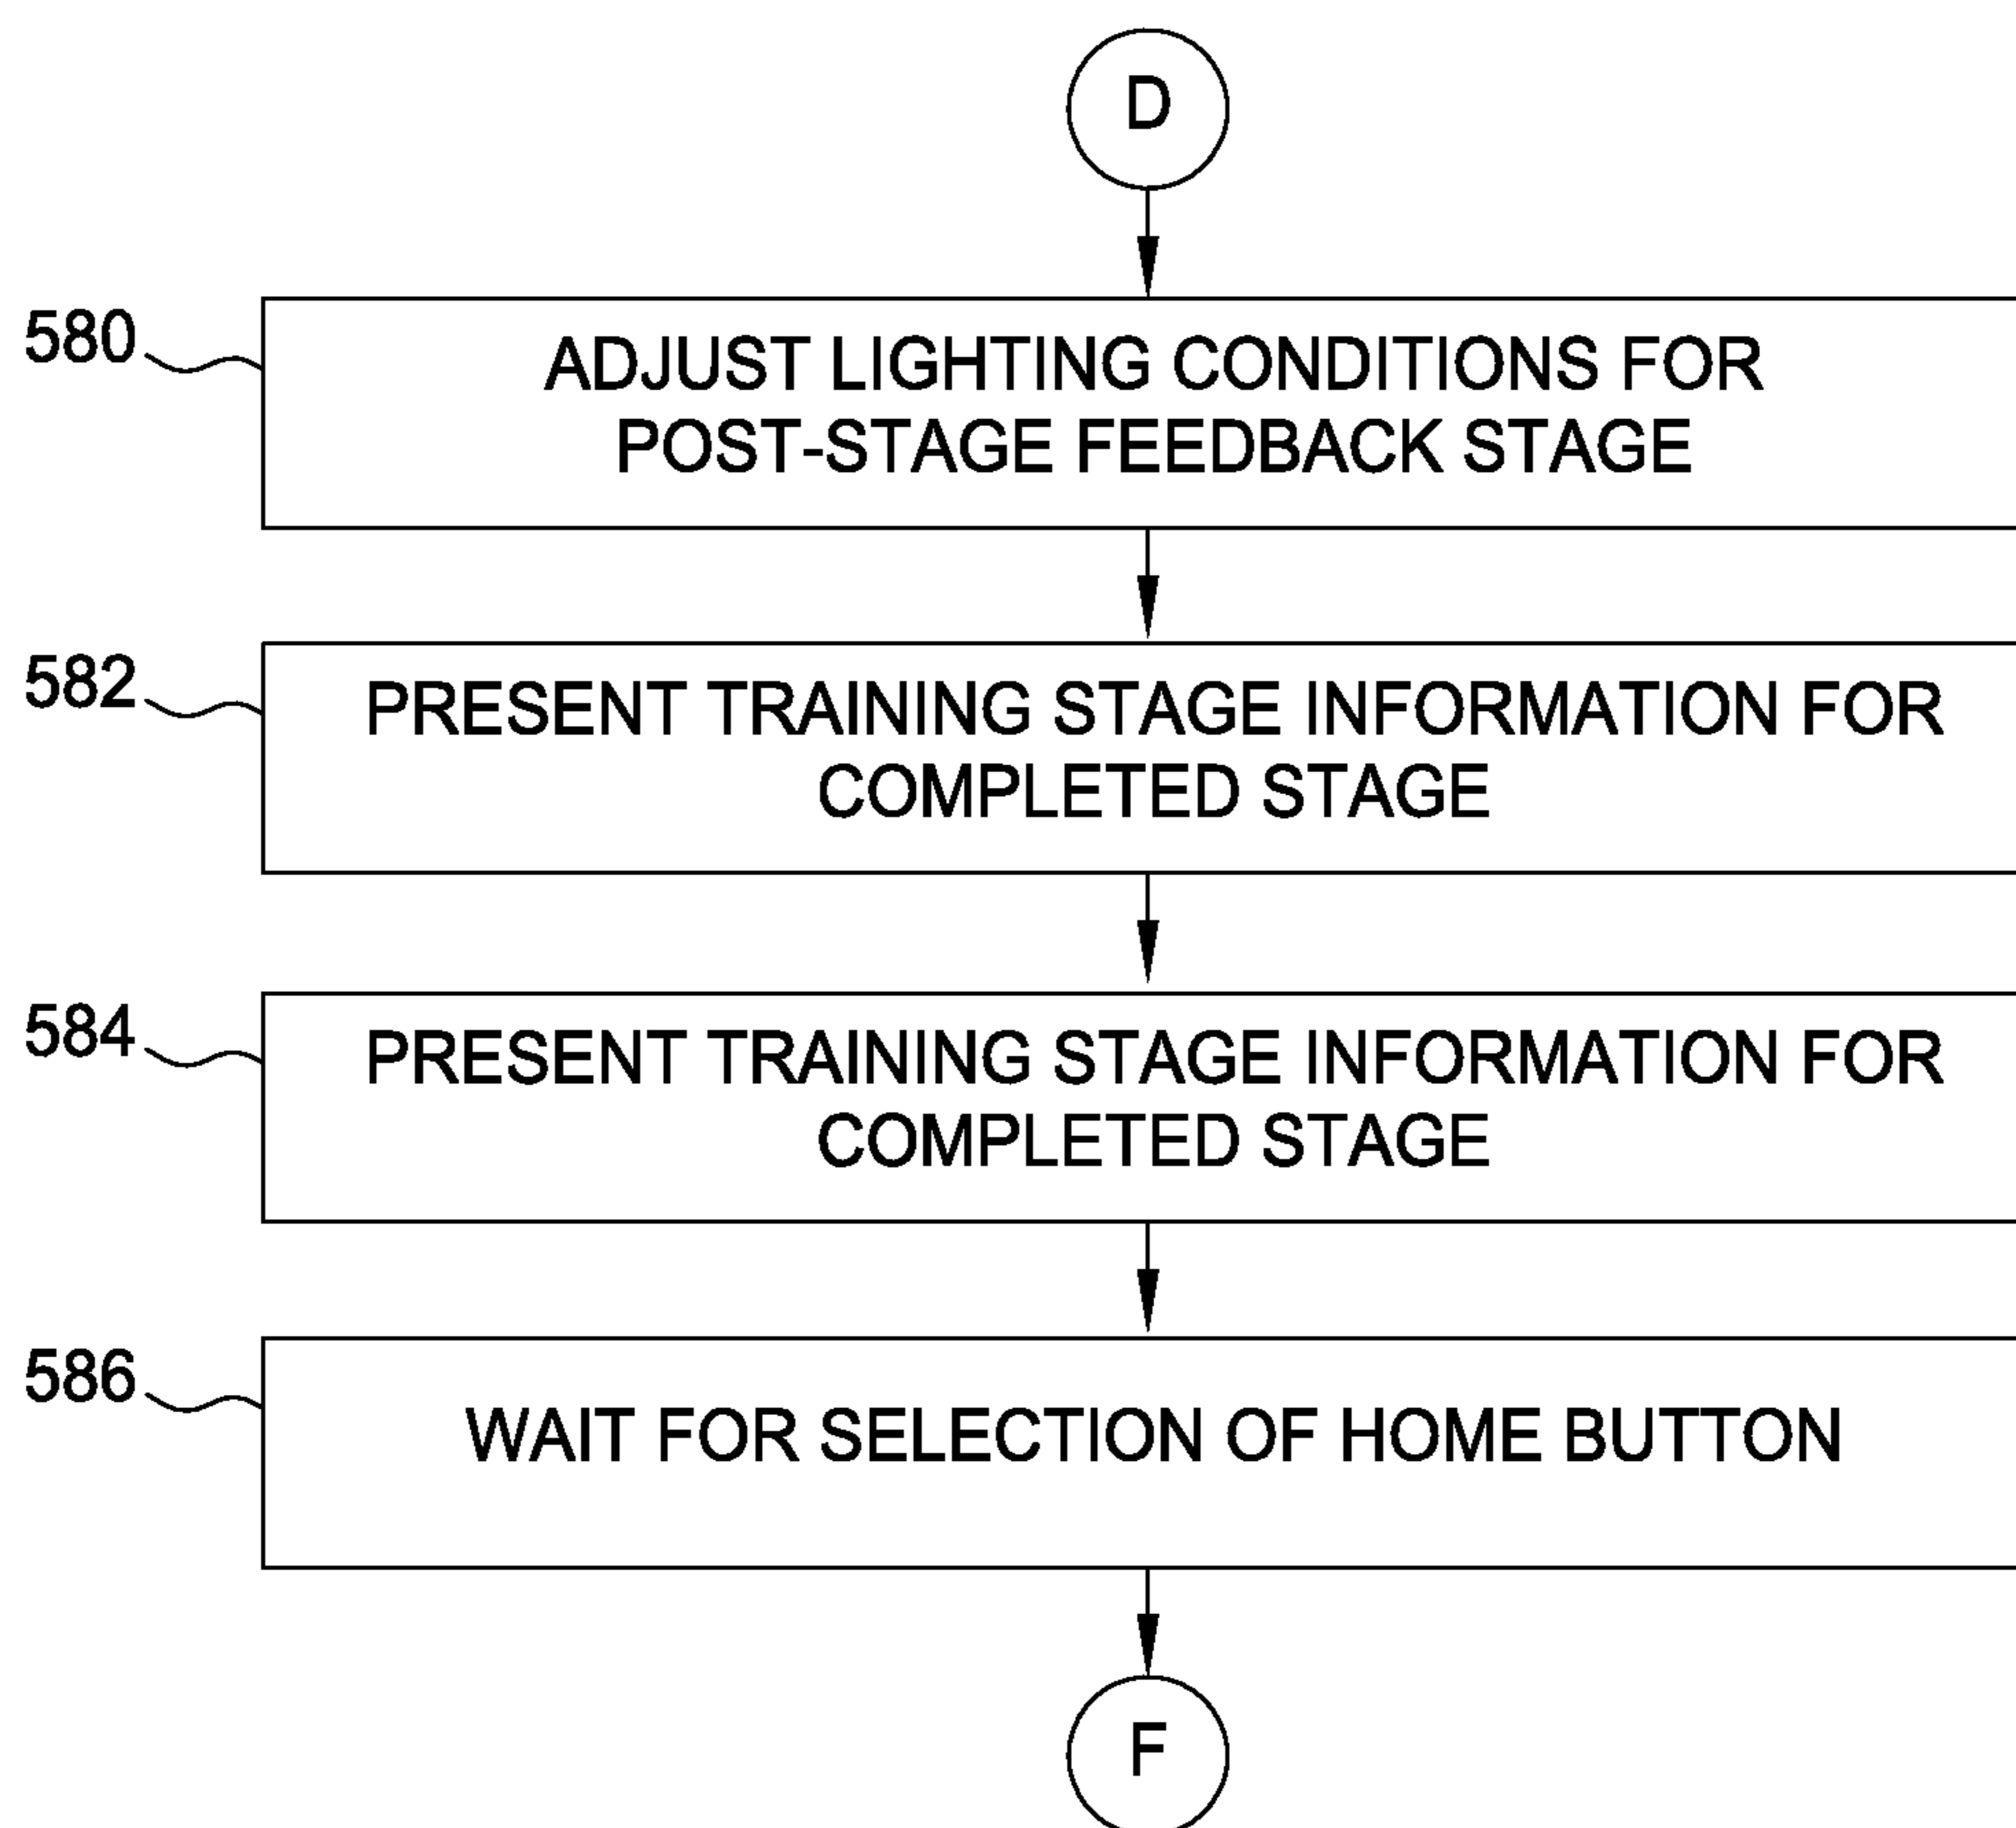 D
580
ADJUST LIGHTING CONDITIONS FOR
POST-STAGE FEEDBACK STAGE
582
PRESENT TRAINING STAGE INFORMATION FOR
COMPLETED STAGE
584
PRESENT TRAINING STAGE INFORMATION FOR
COMPLETED STAGE
586
WAIT FOR SELECTION OF HOME BUTTON
F